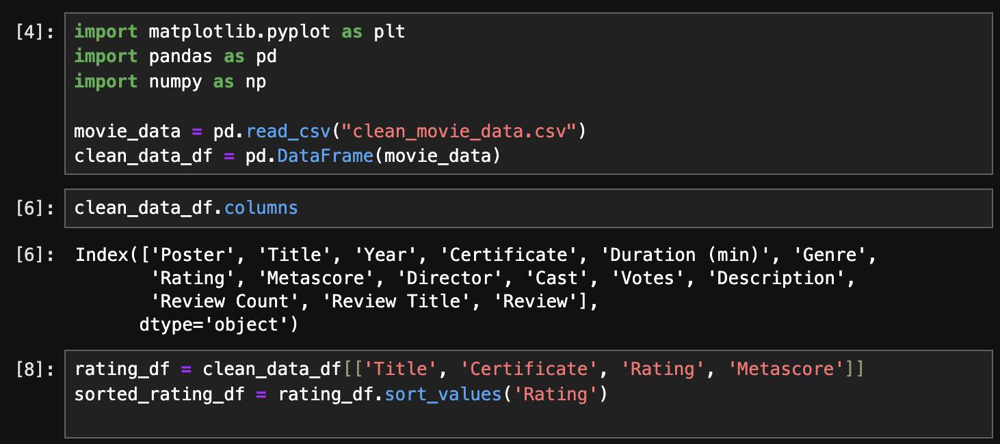 [4]: import matplotlib.pyplot as plt
import pandas as pd
import numpy as np
movie_data = pd.read_csv("clean_movie_data.csv")
clean_data_df = pd.DataFrame(movie_data)
[6]: clean_data_df.columns
[6]: Index(['Poster', 'Title', 'Year', 'Certificate', 'Duration (min)', 'Genre',
'Rating', 'Metascore', 'Director', 'Cast', 'Votes', 'Description',
'Review Count', 'Review Title', 'Review'],
dtype='object')
[8]: rating_df = clean_data_df[['Title', 'Certificate', 'Rating', 'Metascore']]
sorted_rating_df = rating_df.sort_values('Rating')